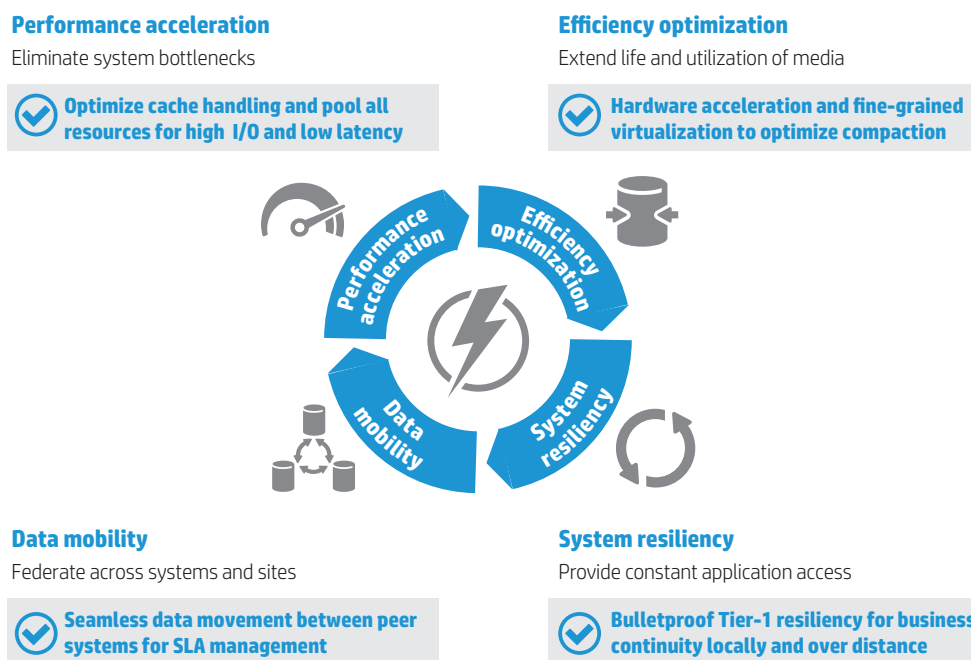 Performance acceleration
Eliminate system bottlenecks
Optimize cache handling and pool all
resources for high I/O and low latency
Efficiency optimization
Extend life and utilization of media
Hardware acceleration and fine-grained
virtualization to optimize compaction
Performance
acceleration
Efficiency
optimization
Data
mobility
System
resiliency
Data mobility
Federate across systems and sites
Seamless data movement between peer
systems for SLA management
System resiliency
Provide constant application access
Bulletproof Tier-1 resiliency for business
continuity locally and over distance